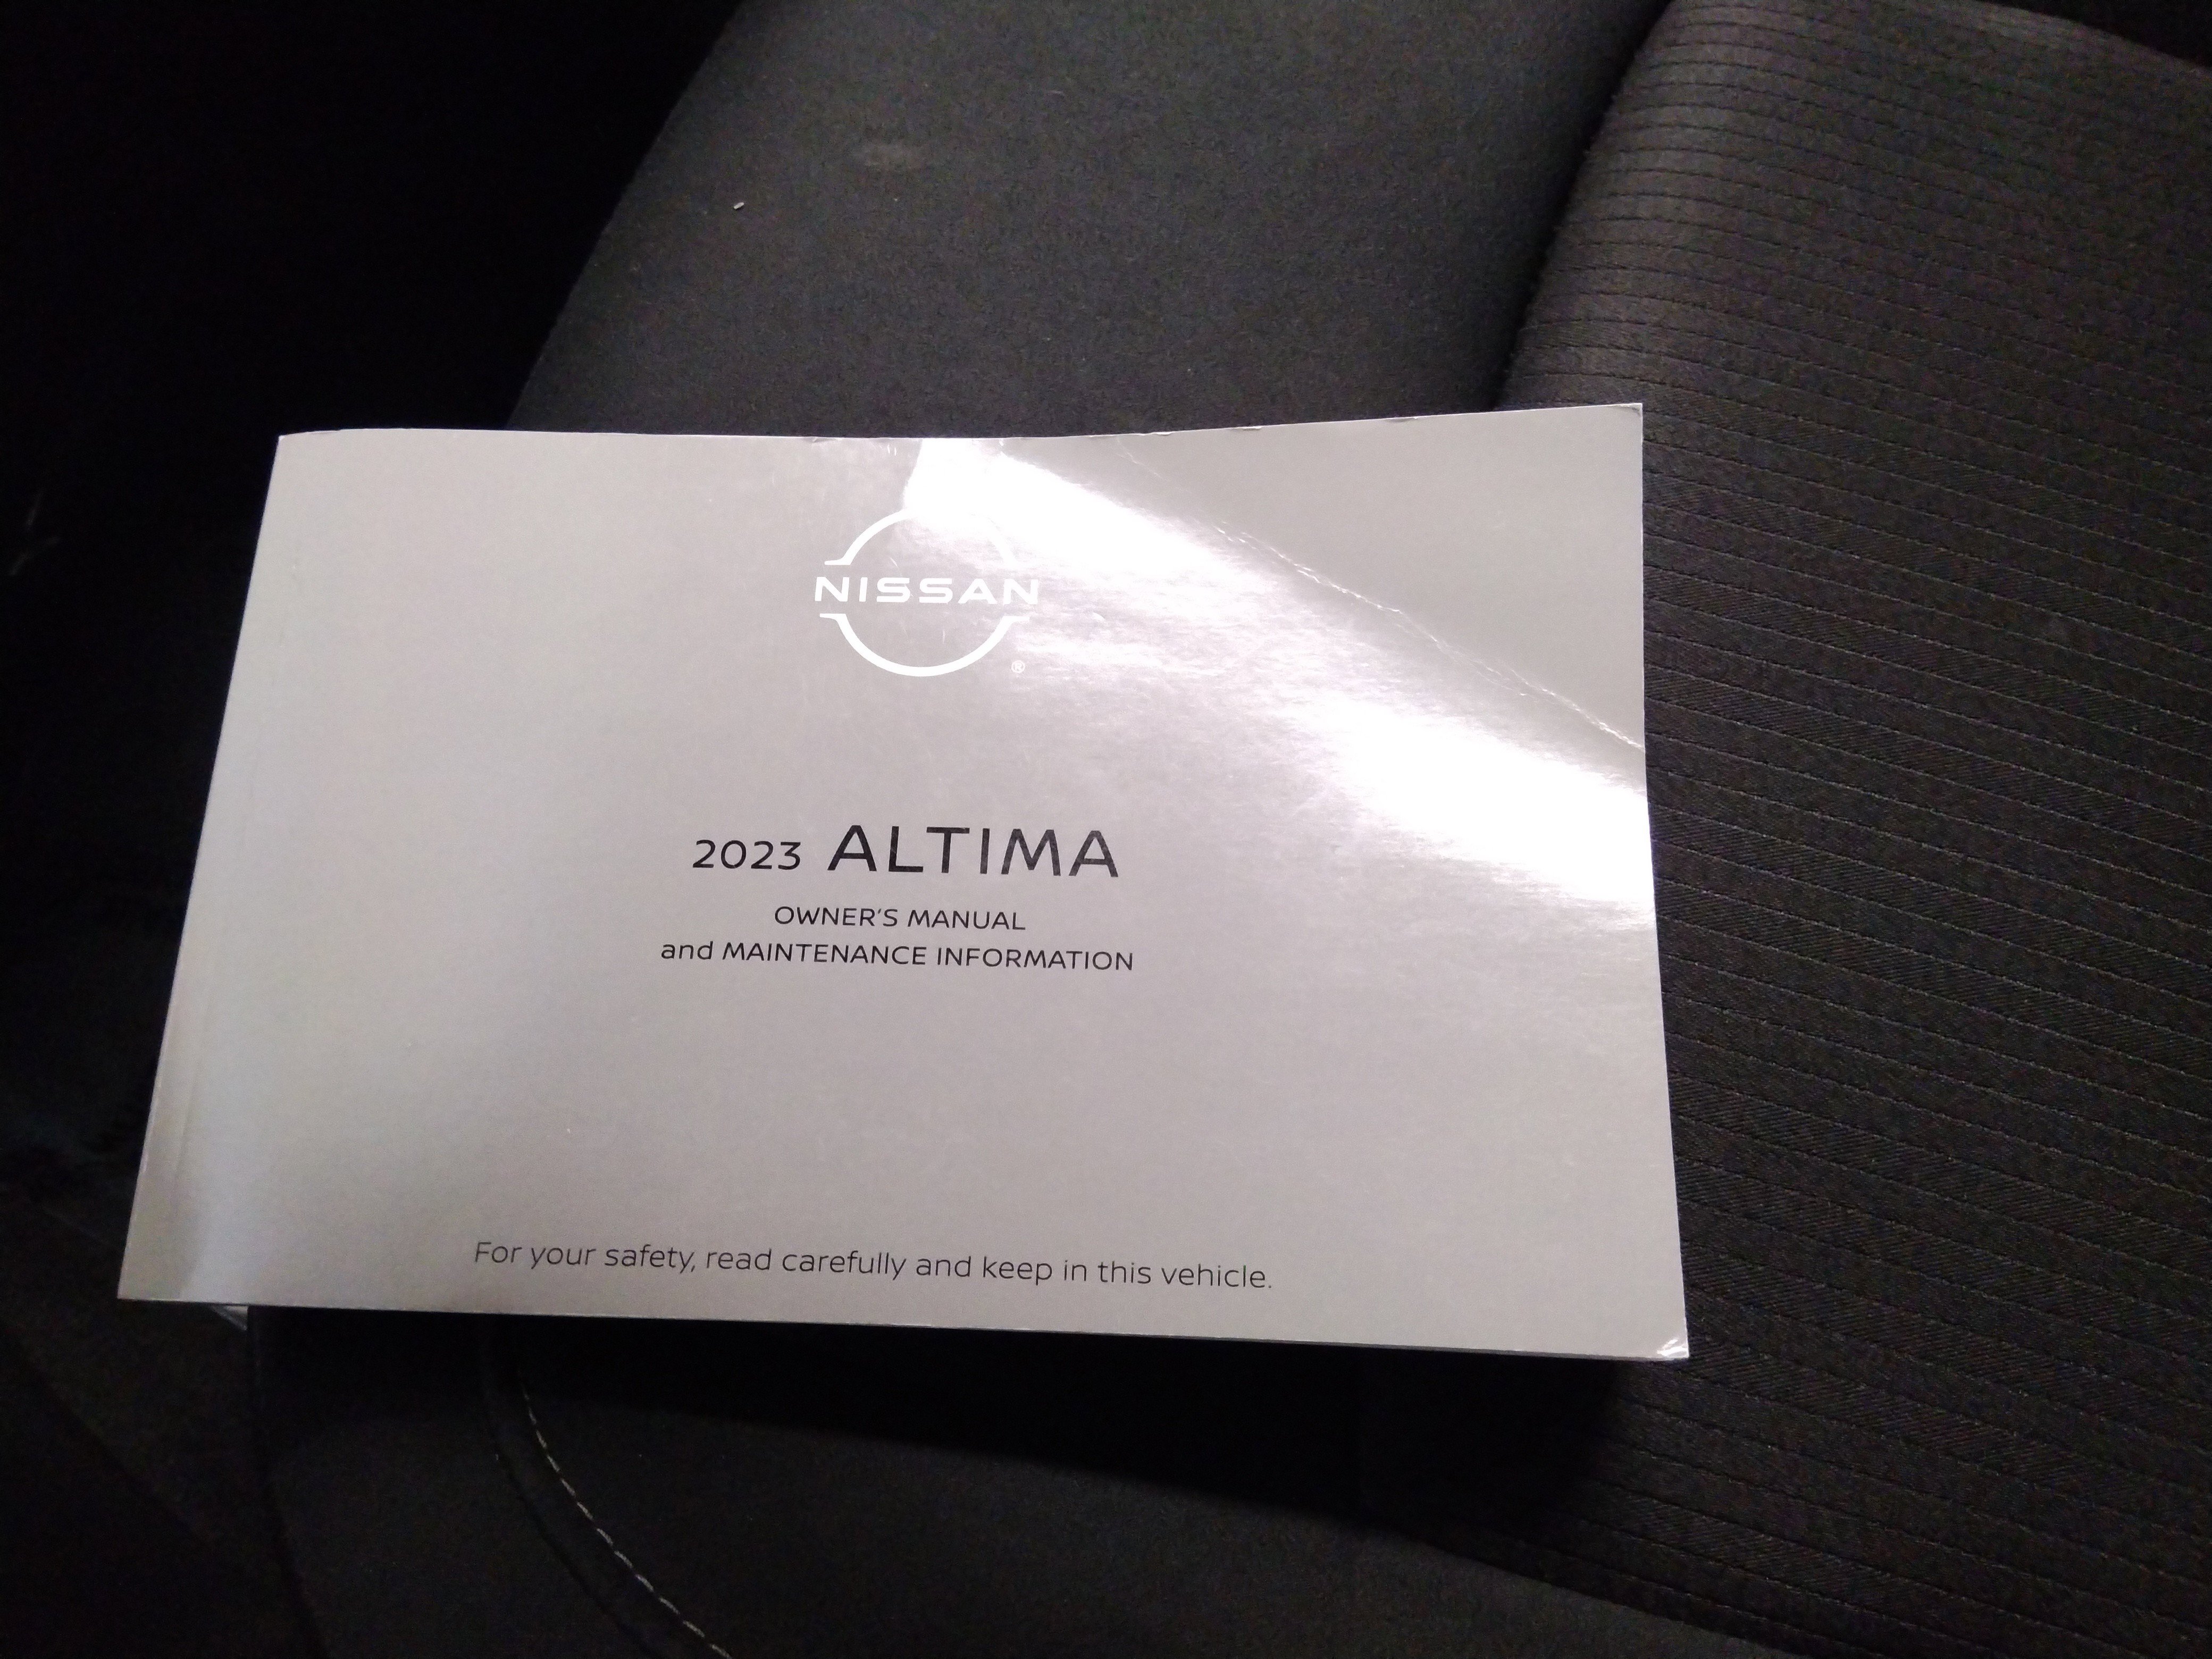 NISSAN
®
2023 ALTIMA
OWNER'S MANUAL
and MAINTENANCE INFORMATION
For your safety, read carefully and keep in this vehicle.